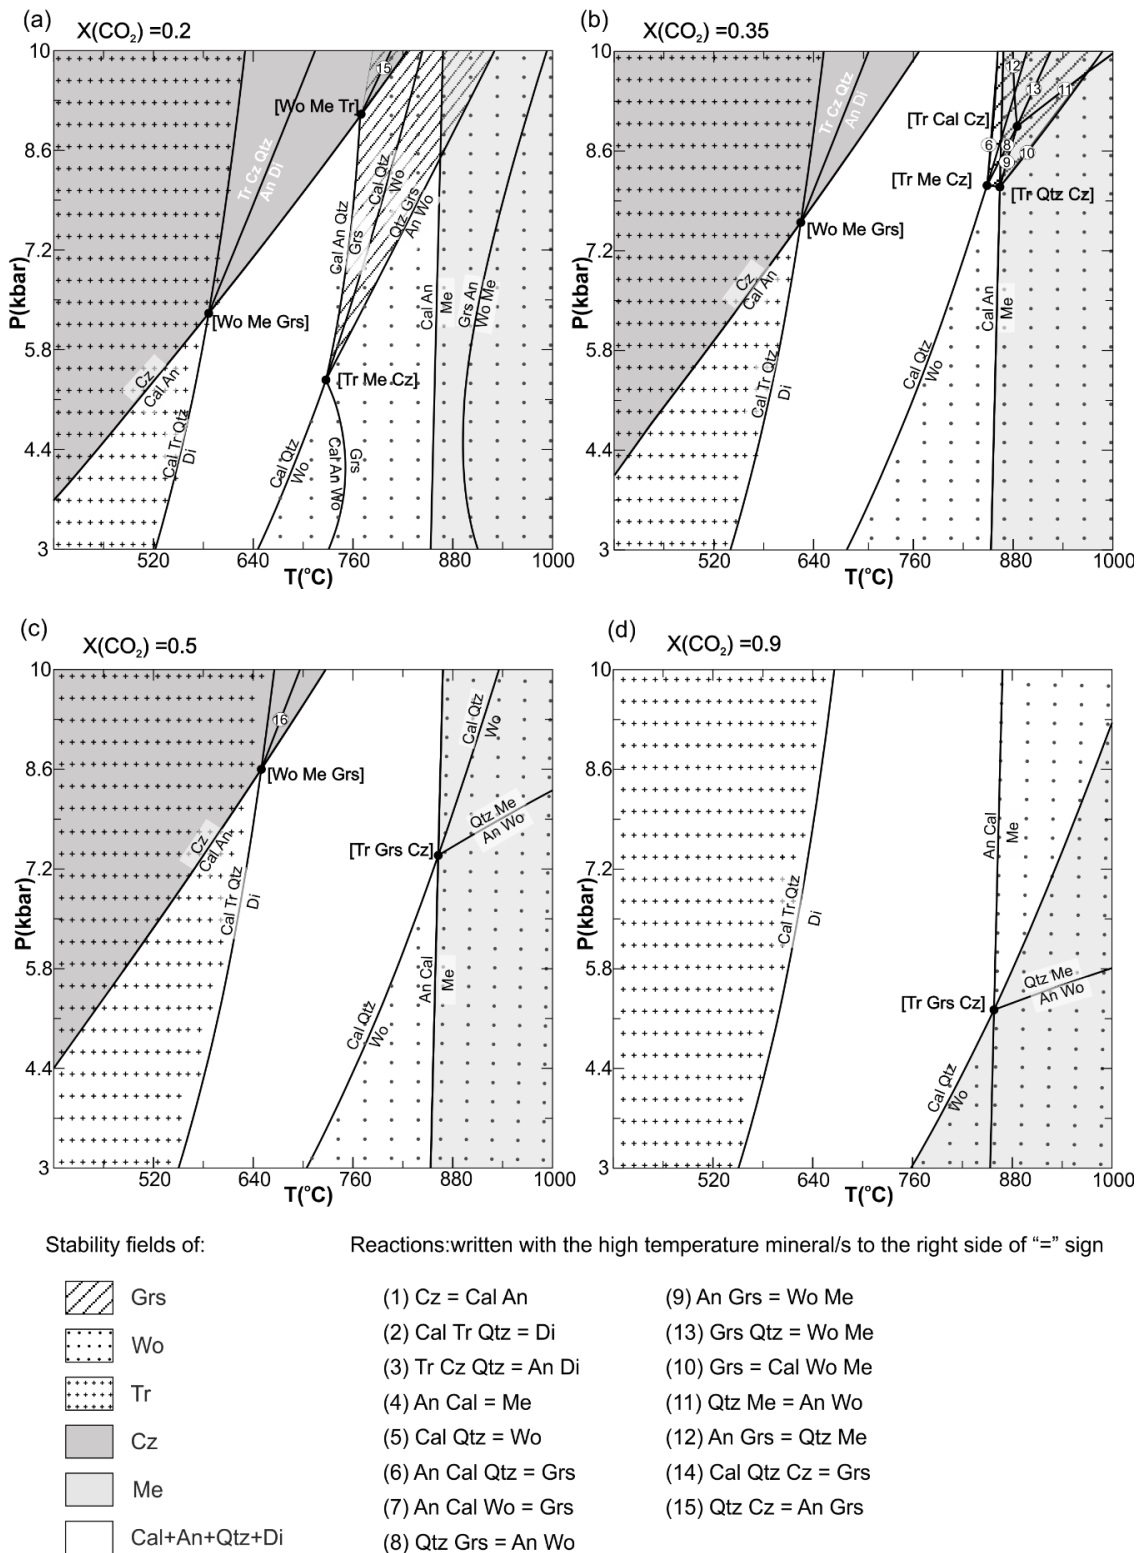 (a)
X(CO₂) =0.2
10
8.6
7.2
5.8
4.4
3
P(kbar)
520
640
760
880
1000
T(°C)
15
[Wo Me Tr]
Tr Cz Qtz
An Di
Cal Qtz
Wo
Qtz Grs
An Wo
Cal An Qtz
Grs
[Wo Me Grs]
Cal An
Me
Grs An
Wo Me
Cz
Cal An
[Tr Me Cz]
Cal Tr Qtz
Di
Cal Qtz
Wo
Cal An Wo
Grs
(b)
X(CO₂) =0.35
10
8.6
7.2
5.8
4.4
3
P(kbar)
520
640
760
880
1000
T(°C)
12
13
11
[Tr Cal Cz]
6
8
10
9
Tr Cz Qtz
An Di
[Tr Me Cz]
[Tr Qtz Cz]
[Wo Me Grs]
Cz
Cal An
Cal An
Me
Cal Qtz
Wo
Cal Tr Qtz
Di
(c)
X(CO₂) =0.5
10
8.6
7.2
5.8
4.4
3
P(kbar)
520
640
760
880
1000
T(°C)
16
Cal Qtz
Wo
[Wo Me Grs]
Qtz Me
An Wo
[Tr Grs Cz]
Cz
Cal An
Cal Tr Qtz
Di
An Cal
Me
Cal Qtz
Wo
(d)
X(CO₂) =0.9
10
8.6
7.2
5.8
4.4
3
P(kbar)
520
640
760
880
1000
T(°C)
An Cal
Me
Cal Tr Qtz
Di
Qtz Me
An Wo
[Tr Grs Cz]
Cal Qtz
Wo
Stability fields of:
Grs
Wo
Tr
Cz
Me
Cal+An+Qtz+Di
Reactions:written with the high temperature mineral/s to the right side of “=” sign
(1) Cz = Cal An
(2) Cal Tr Qtz = Di
(3) Tr Cz Qtz = An Di
(4) An Cal = Me
(5) Cal Qtz = Wo
(6) An Cal Qtz = Grs
(7) An Cal Wo = Grs
(8) Qtz Grs = An Wo
(9) An Grs = Wo Me
(13) Grs Qtz = Wo Me
(10) Grs = Cal Wo Me
(11) Qtz Me = An Wo
(12) An Grs = Qtz Me
(14) Cal Qtz Cz = Grs
(15) Qtz Cz = An Grs